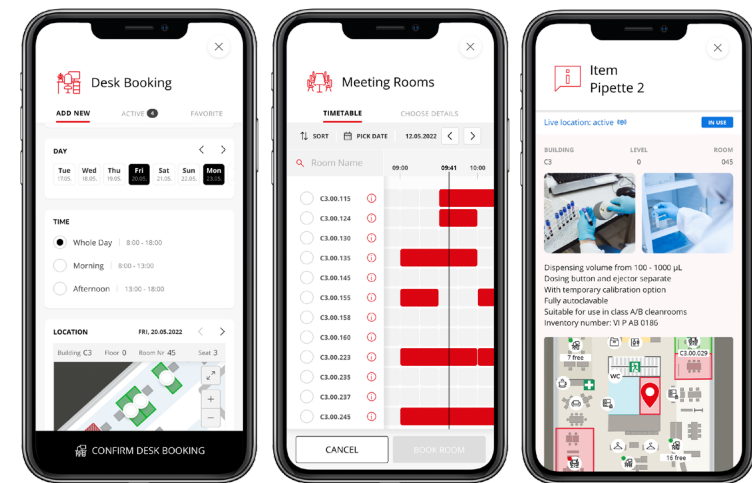 Desk Booking
ADD NEW ACTIVE 4 FAVORITE
DAY
Tue Wed Thu Fri Sat Sun Mon
17.05. 18.05. 19.05. 20.05. 21.05. 22.05. 23.05.
TIME
Whole Day | 8:00 - 18:00
Morning | 8:00 - 13:00
Afternoon | 13:00 - 18:00
LOCATION FRI, 20.05.2022
Building C3 Floor 0 Room Nr 45 Seat 3
CONFIRM DESK BOOKING
Meeting Rooms
TIMETABLE CHOOSE DETAILS
SORT PICK DATE 12.05.2022
Room Name 09:00 09:41 10:00
C3.00.115
C3.00.124
C3.00.130
C3.00.135
C3.00.145
C3.00.155
C3.00.158
C3.00.160
C3.00.223
C3.00.235
C3.00.237
C3.00.245
CANCEL BOOK ROOM
Item
Pipette 2
Live location: active IN USE
BUILDING LEVEL ROOM
C3 0 045
Dispensing volume from 100 - 1000 µL
Dosing button and ejector separate
With temporary calibration option
Fully autoclavable
Suitable for use in class A/B cleanrooms
Inventory number: VI P AB 0186
7 free
C3.00.029
WC
15 free